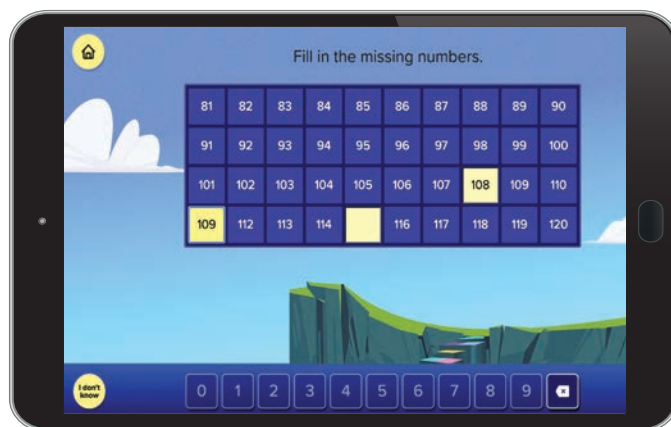 Fill in the missing numbers.
81 82 83 84 85 86 87 88 89 90
91 92 93 94 95 96 97 98 99 100
101 102 103 104 105 106 107 108 109 110
109 112 113 114 116 117 118 119 120
I don't
know
0 1 2 3 4 5 6 7 8 9